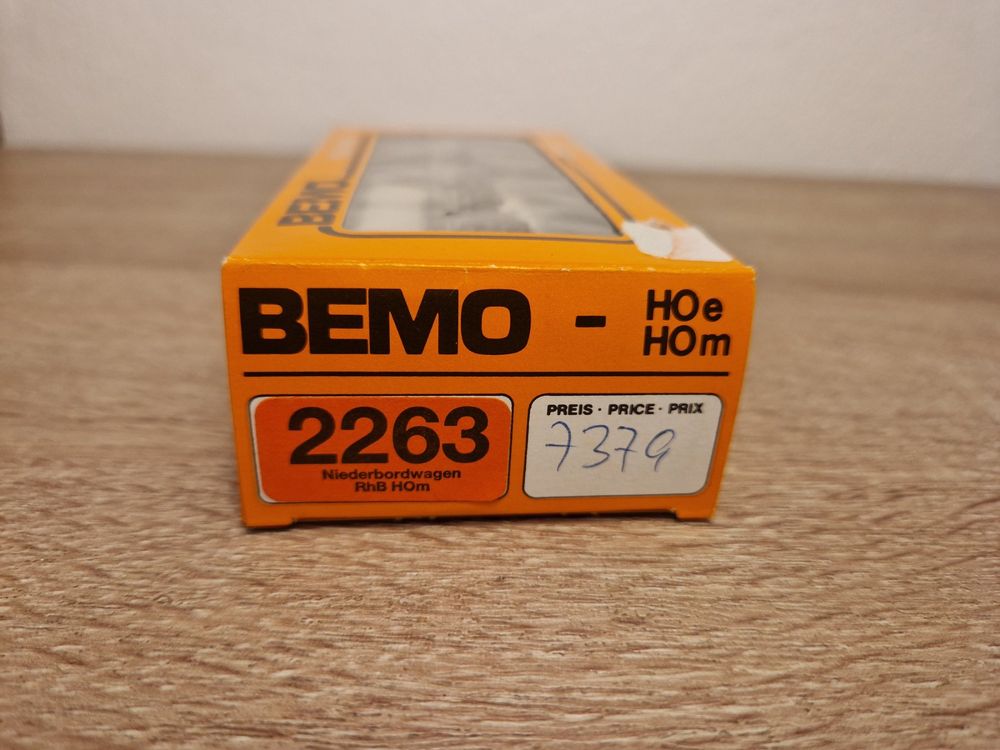 BEMO
BEMO - HOe
HOm
2263
Niederbordwagen
RhB HOm
PREIS · PRICE · PRIX
7379